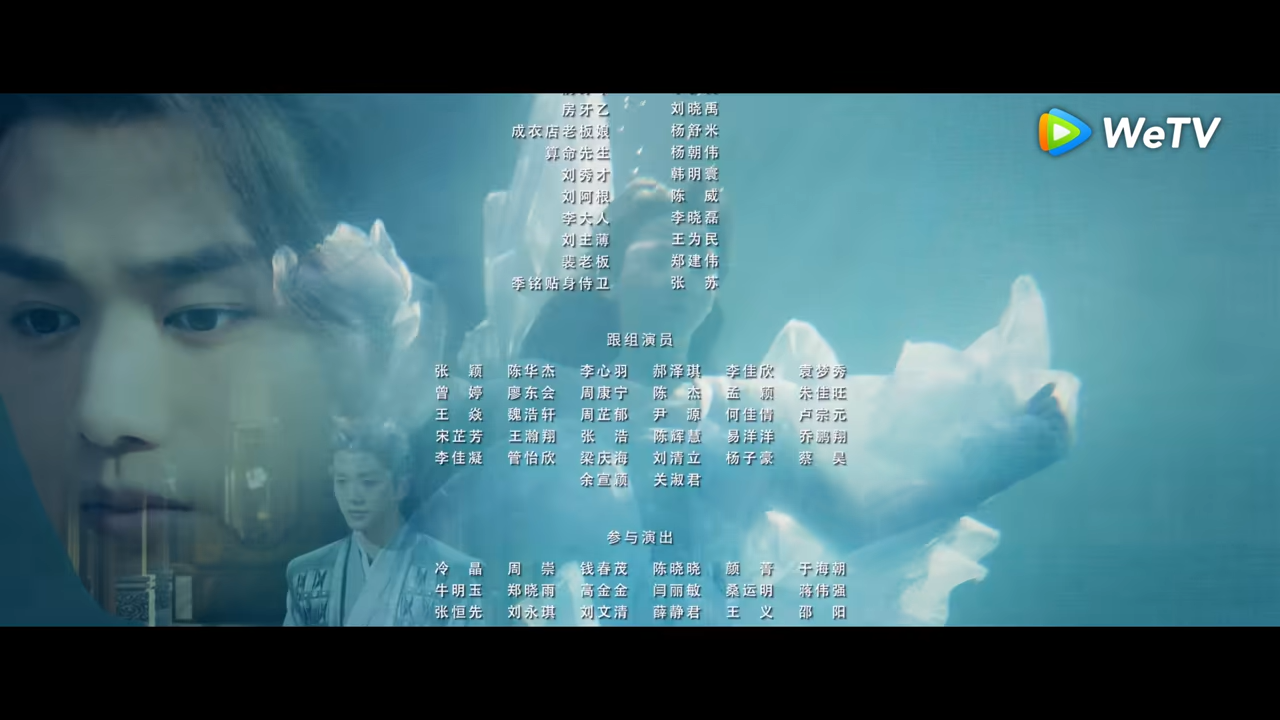 WeTV
房牙乙 刘晓禹
成衣店老板娘 杨舒米
算命先生 杨朝伟
刘秀才 韩明寰
刘阿根 陈 威
李大人 李晓磊
刘主薄 王为民
裴老板 郑建伟
季铭贴身侍卫 张 苏
跟组演员
张 颖 陈华杰 李心羽 郝泽琪 李佳欣 袁梦秀
曾 婷 廖东会 周康宁 陈 杰 孟 颖 朱佳旺
王 焱 魏浩轩 周芷郁 尹 源 何佳倩 卢宗元
宋芷芳 王瀚翔 张 浩 陈辉慧 易洋洋 乔鹏翔
李佳凝 管怡欣 梁庆海 刘清立 杨子豪 蔡 昊
余宣颖 关淑君
参与演出
冷 晶 周 崇 钱春茂 陈晓晓 颜 菁 于海朝
牛明玉 郑晓雨 高金金 闫丽敏 桑运明 蒋伟强
张恒先 刘永琪 刘文清 薛静君 王 义 邵 阳